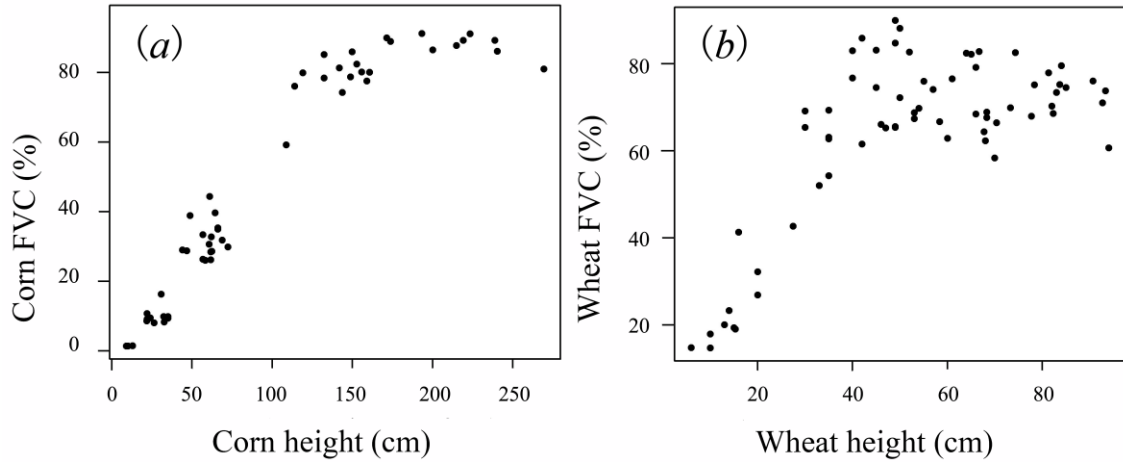 (a)
Corn FVC (%)
80
60
40
20
0
0 50 100 150 200 250
Corn height (cm)
(b)
Wheat FVC (%)
80
60
40
20
20 40 60 80
Wheat height (cm)